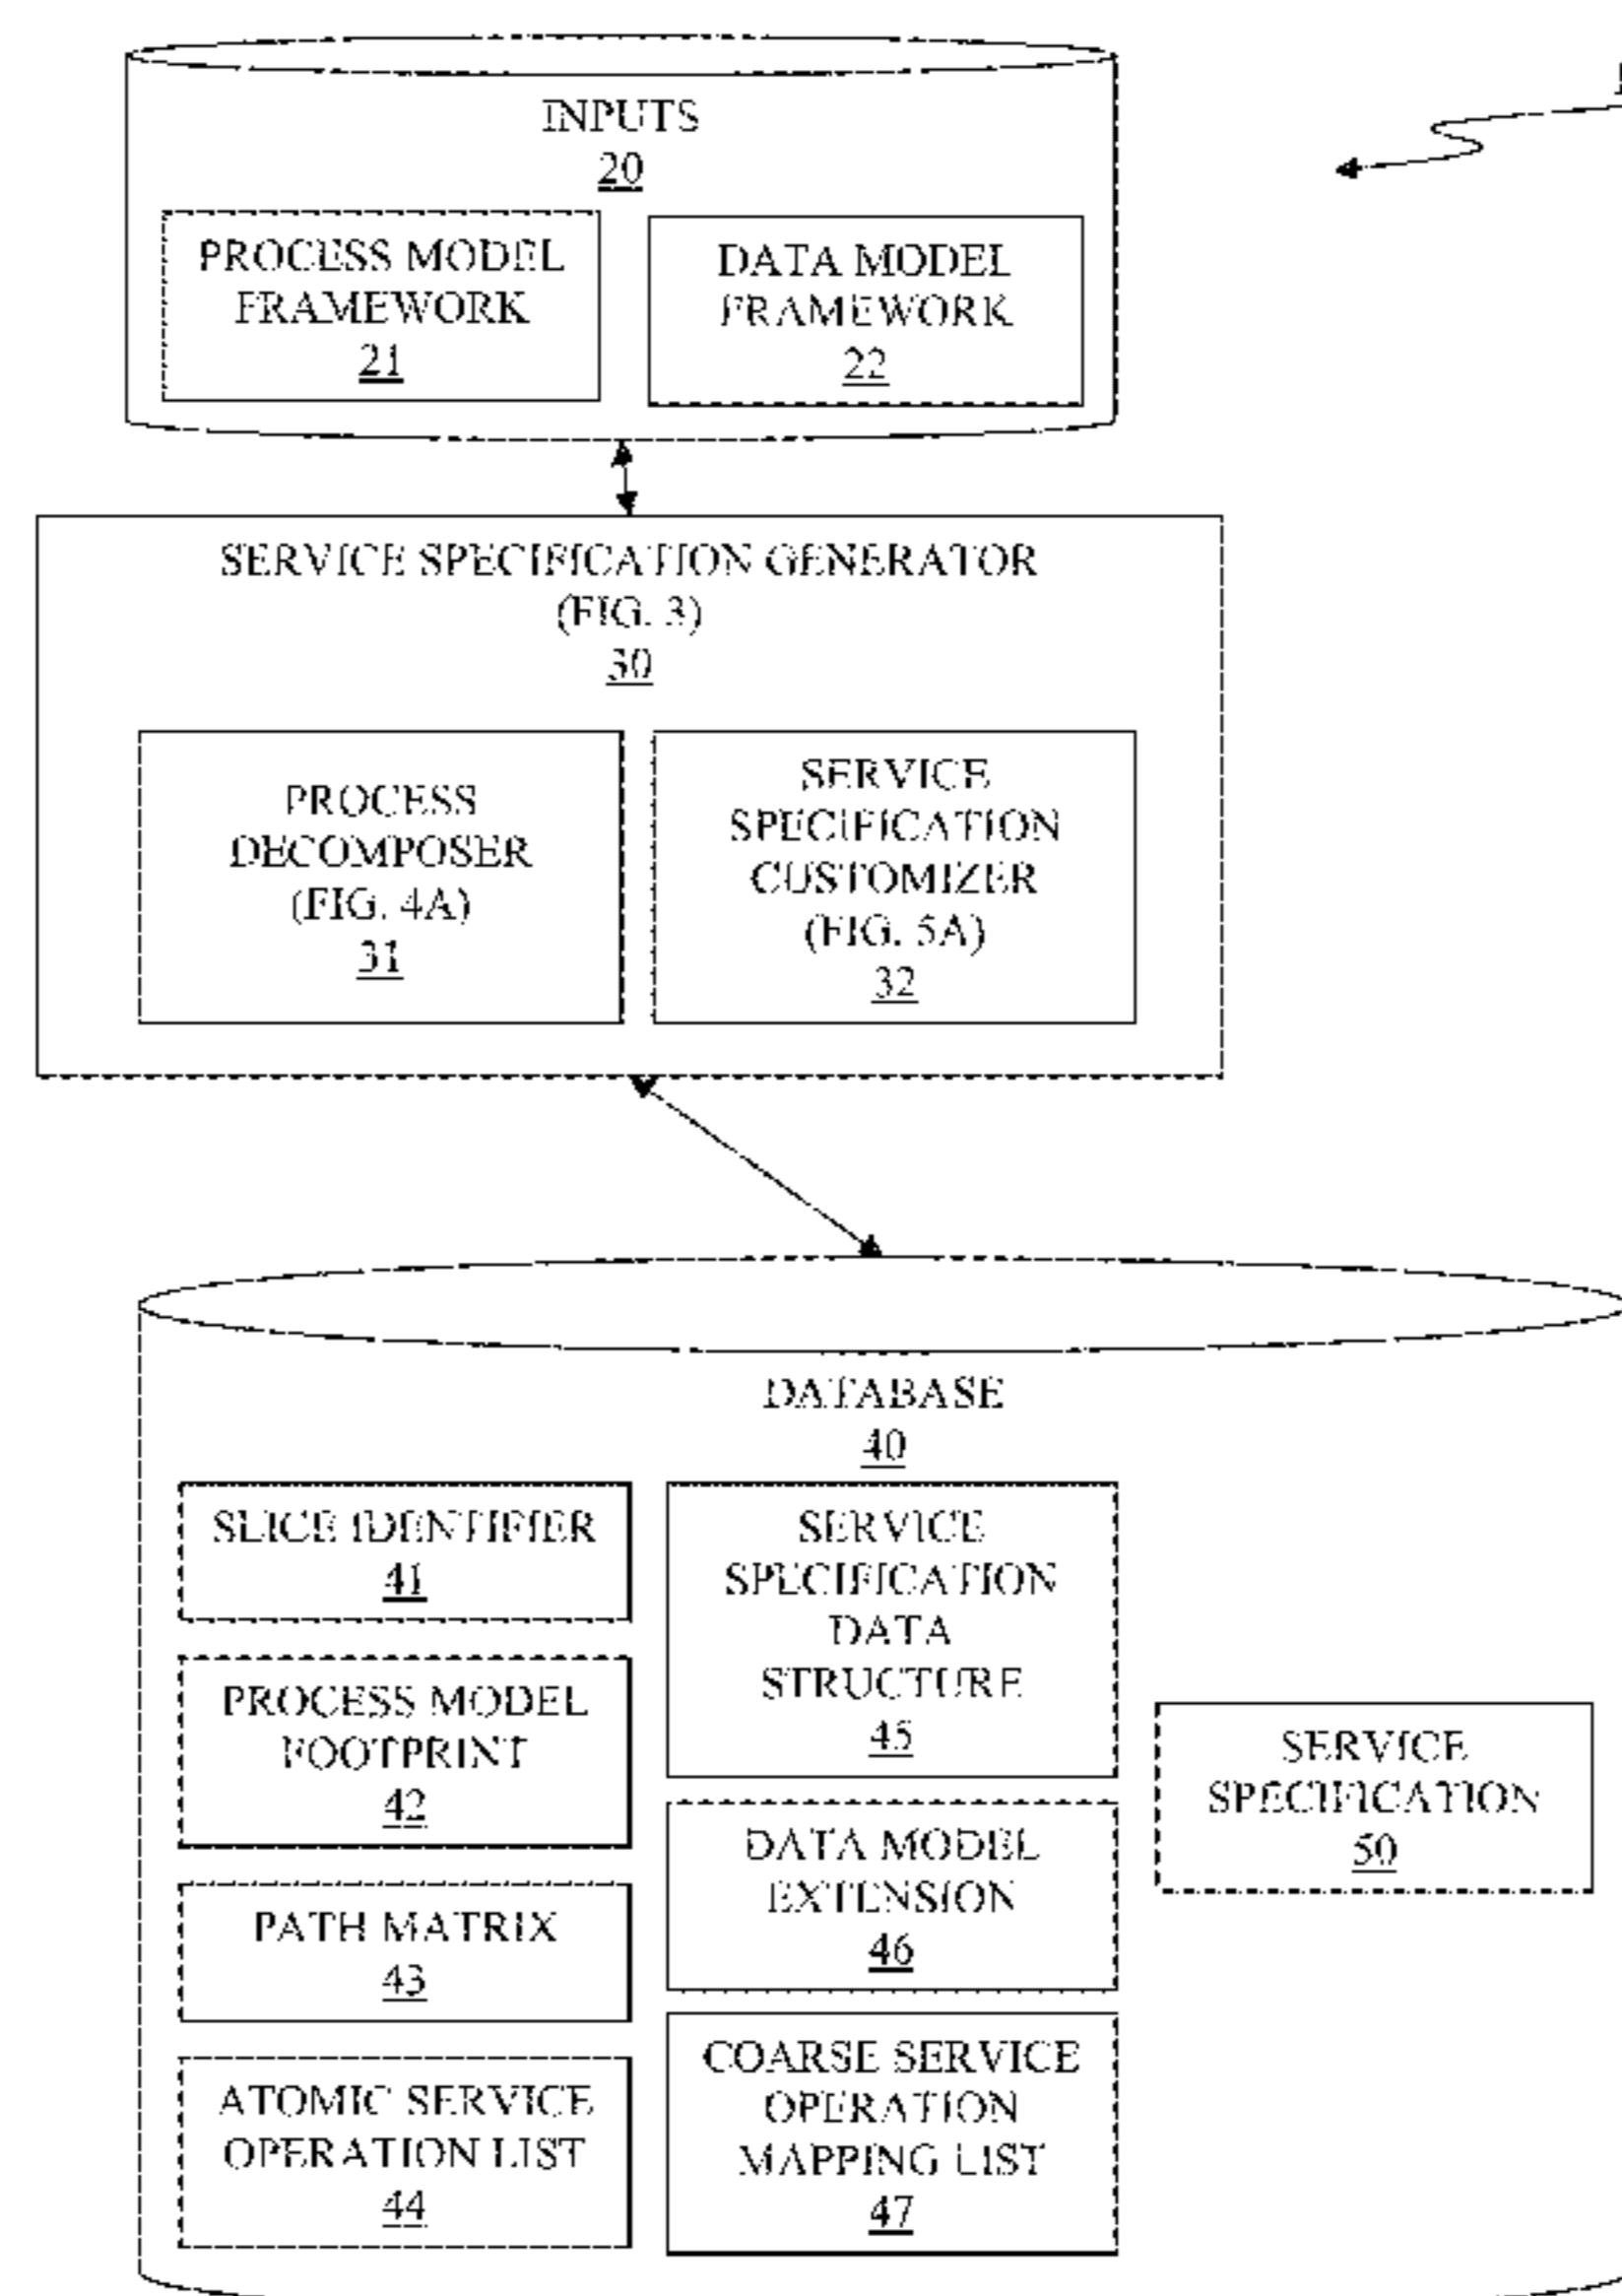 INPUTS
20
PROCESS MODEL
FRAMEWORK
21
DATA MODEL
FRAMEWORK
22
SERVICE SPECIFICATION GENERATOR
(FIG. 3)
30
PROCESS
DECOMPOSER
(FIG. 4A)
31
SERVICE
SPECIFICATION
CUSTOMIZER
(FIG. 5A)
32
DATABASE
40
SLICE IDENTIFIER
41
PROCESS MODEL
FOOTPRINT
42
PATH MATRIX
43
ATOMIC SERVICE
OPERATION LIST
44
SERVICE
SPECIFICATION
DATA
STRUCTURE
45
DATA MODEL
EXTENSION
46
COARSE SERVICE
OPERATION
MAPPING LIST
47
SERVICE
SPECIFICATION
50